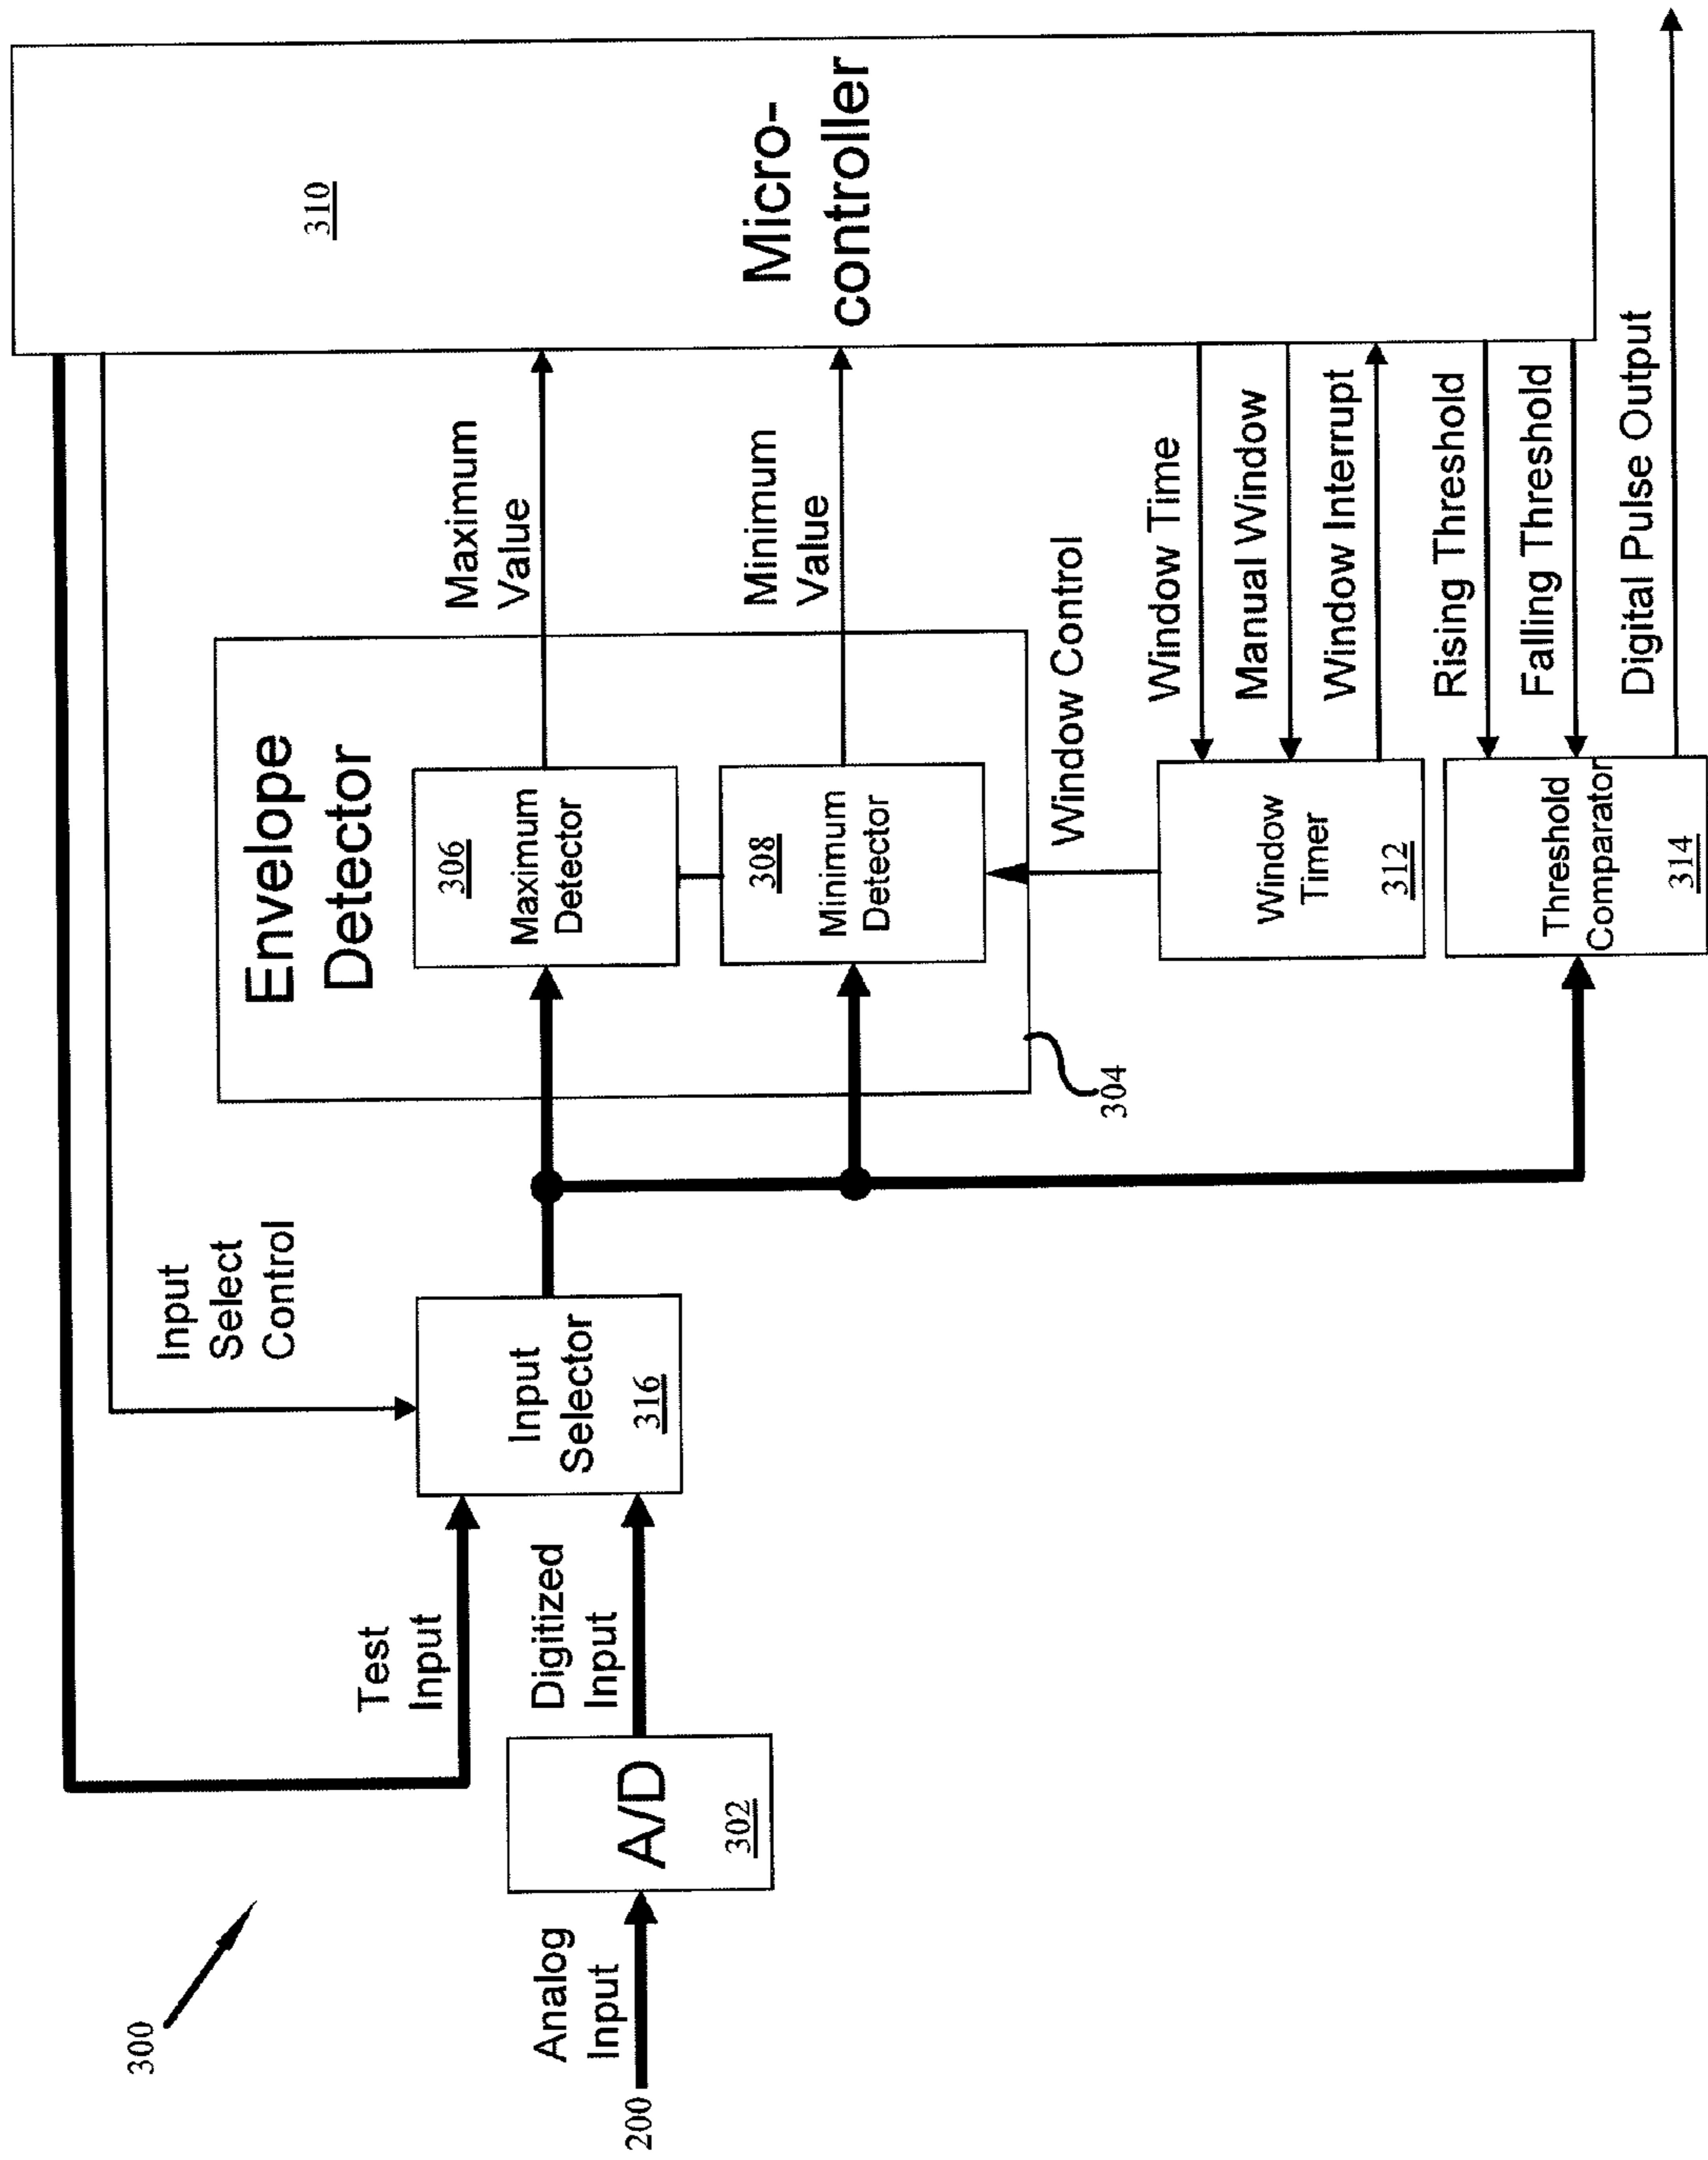 300
200
Analog
Input
A/D
302
Test
Input
Digitized
Input
Input
Select
Control
Input
Selector
316
Envelope
Detector
306
Maximum
Detector
308
Minimum
Detector
304
Maximum
Value
Minimum
Value
Window Control
Window
Timer
312
Threshold
Comparator
314
Window Time
Manual Window
Window Interrupt
Rising Threshold
Falling Threshold
Digital Pulse Output
310
Micro-
controller